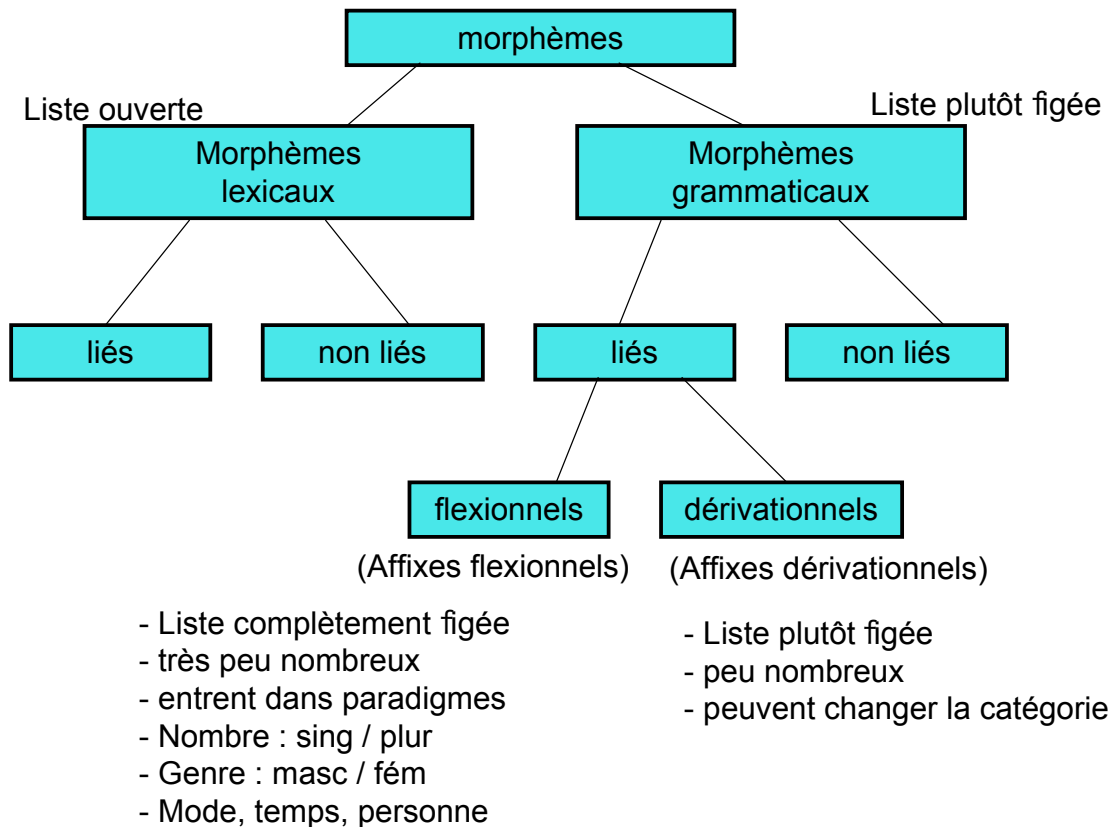 morphèmes
Liste ouverte
Liste plutôt figée
Morphèmes
lexicaux
Morphèmes
grammaticaux
liés
non liés
liés
non liés
flexionnels
dérivationnels
(Affixes flexionnels)
(Affixes dérivationnels)
- Liste complètement figée
- très peu nombreux
- entrent dans paradigmes
- Nombre : sing / plur
- Genre : masc / fém
- Mode, temps, personne
- Liste plutôt figée
- peu nombreux
- peuvent changer la catégorie